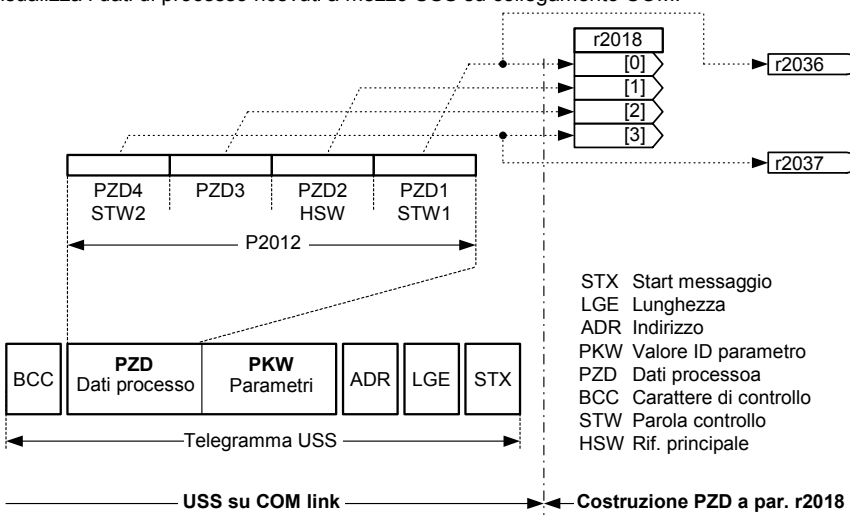 r2018
[0]
r2036
[1]
[2]
[3]
r2037
PZD4 PZD3 PZD2 PZD1
STW2 HSW STW1
P2012
STX Start messaggio
LGE Lunghezza
ADR Indirizzo
PKW Valore ID parametro
PZD Dati processoa
BCC Carattere di controllo
STW Parola controllo
HSW Rif. principale
BCC
PZD
Dati processo
PKW
Parametri
ADR
LGE
STX
Telegramma USS
USS su COM link
Costruzione PZD a par. r2018